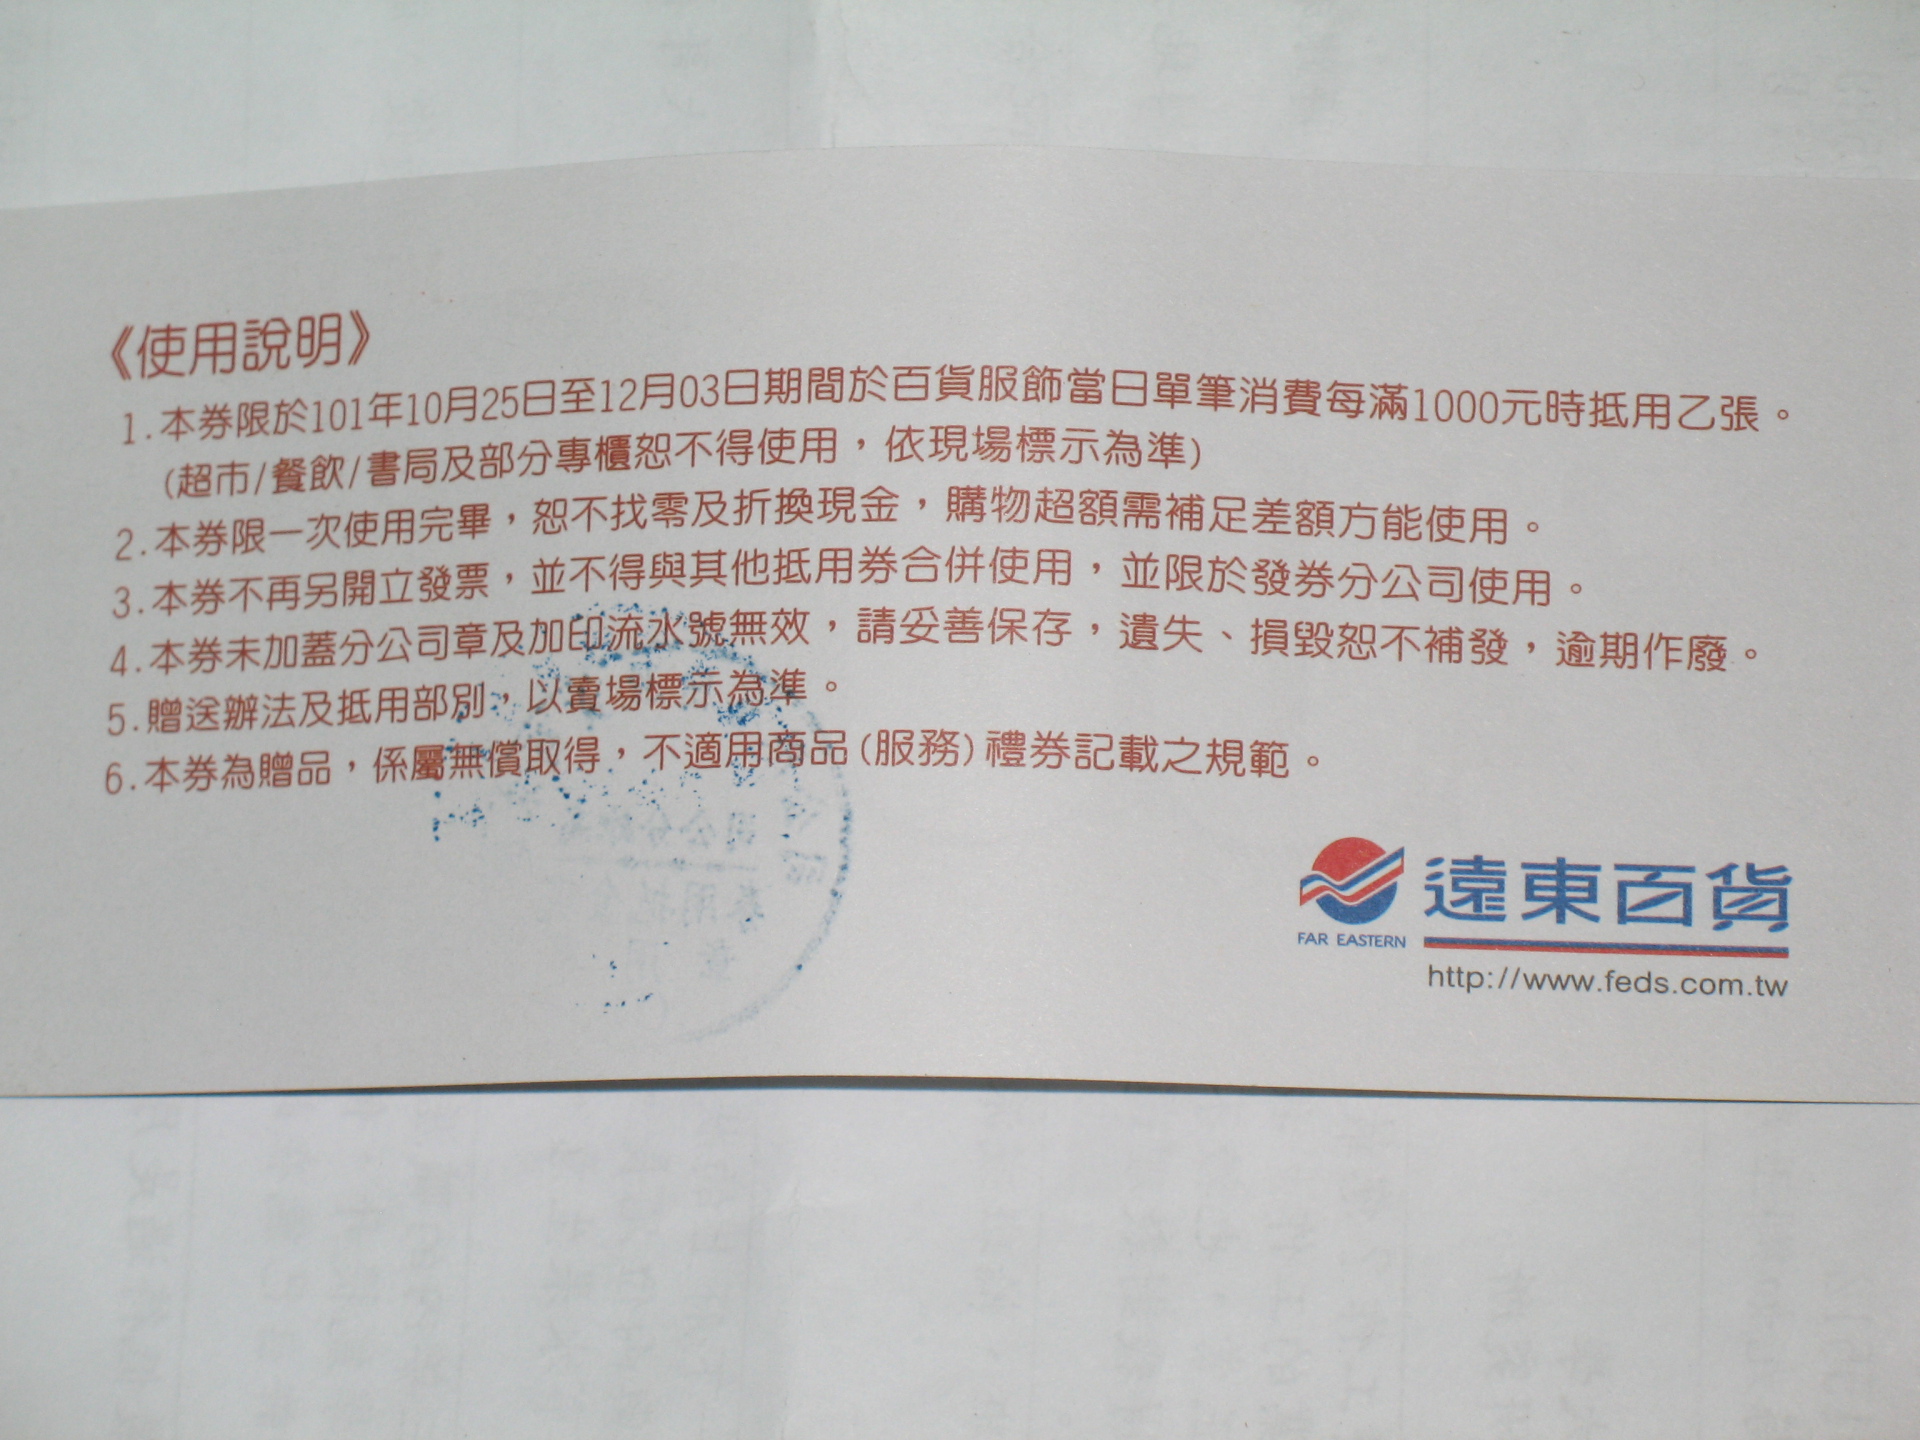 《使用說明》
1.本券限於101年10月25日至12月03日期間於百貨服飾當日單筆消費每滿1000元時抵用乙張。
(超市/餐飲/書局及部分專櫃恕不得使用，依現場標示為準)
2.本券限一次使用完畢，恕不找零及折換現金，購物超額需補足差額方能使用。
3.本券不再另開立發票，並不得與其他抵用券合併使用，並限於發券分公司使用。
4.本券未加蓋分公司章及加印流水號無效，請妥善保存，遺失、損毀恕不補發，逾期作廢。
5.贈送辦法及抵用部別，以賣場標示為準。
6.本券為贈品，係屬無償取得，不適用商品(服務)禮券記載之規範。
遠東百貨
FAR EASTERN
http://www.feds.com.tw